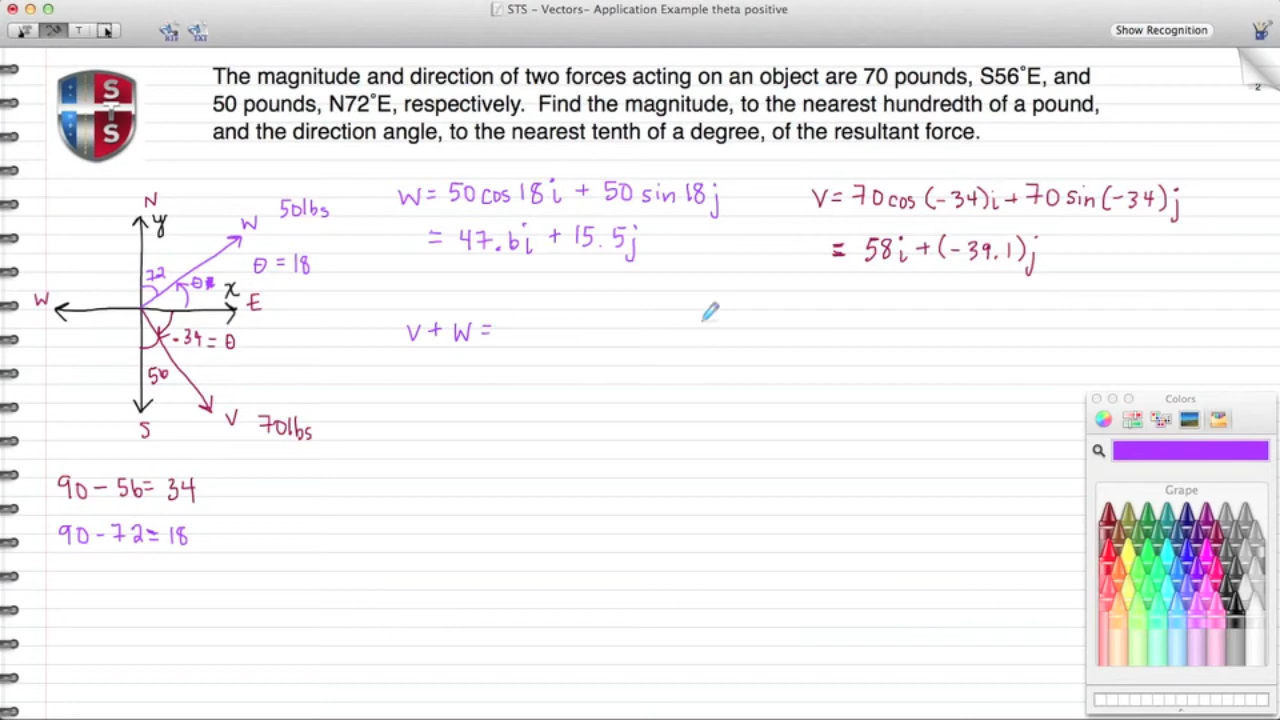 STS - Vectors- Application Example theta positive
T
Show Recognition
2
S T S
The magnitude and direction of two forces acting on an object are 70 pounds, S56˚E, and
50 pounds, N72˚E, respectively. Find the magnitude, to the nearest hundredth of a pound,
and the direction angle, to the nearest tenth of a degree, of the resultant force.
N
y
W 50lbs
72
θ
θ = 18
x
W
E
-34 = θ
56
V 70lbs
S
90 - 56 = 34
90 - 72 = 18
W = 50 cos 18 i + 50 sin 18 j
= 47.6i + 15.5j
V + W =
V = 70 cos (-34) i + 70 sin (-34) j
= 58i + (-39.1)j
Colors
Grape